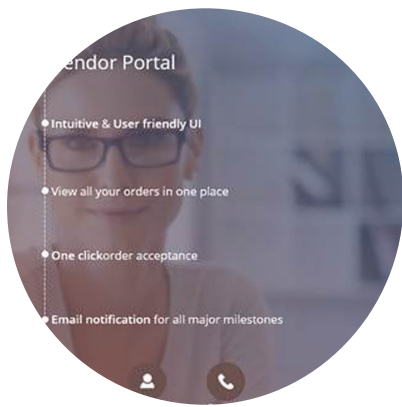 endor Portal
Intuitive & User friendly UI
View all your orders in one place
One clickorder acceptance
Email notification for all major milestones